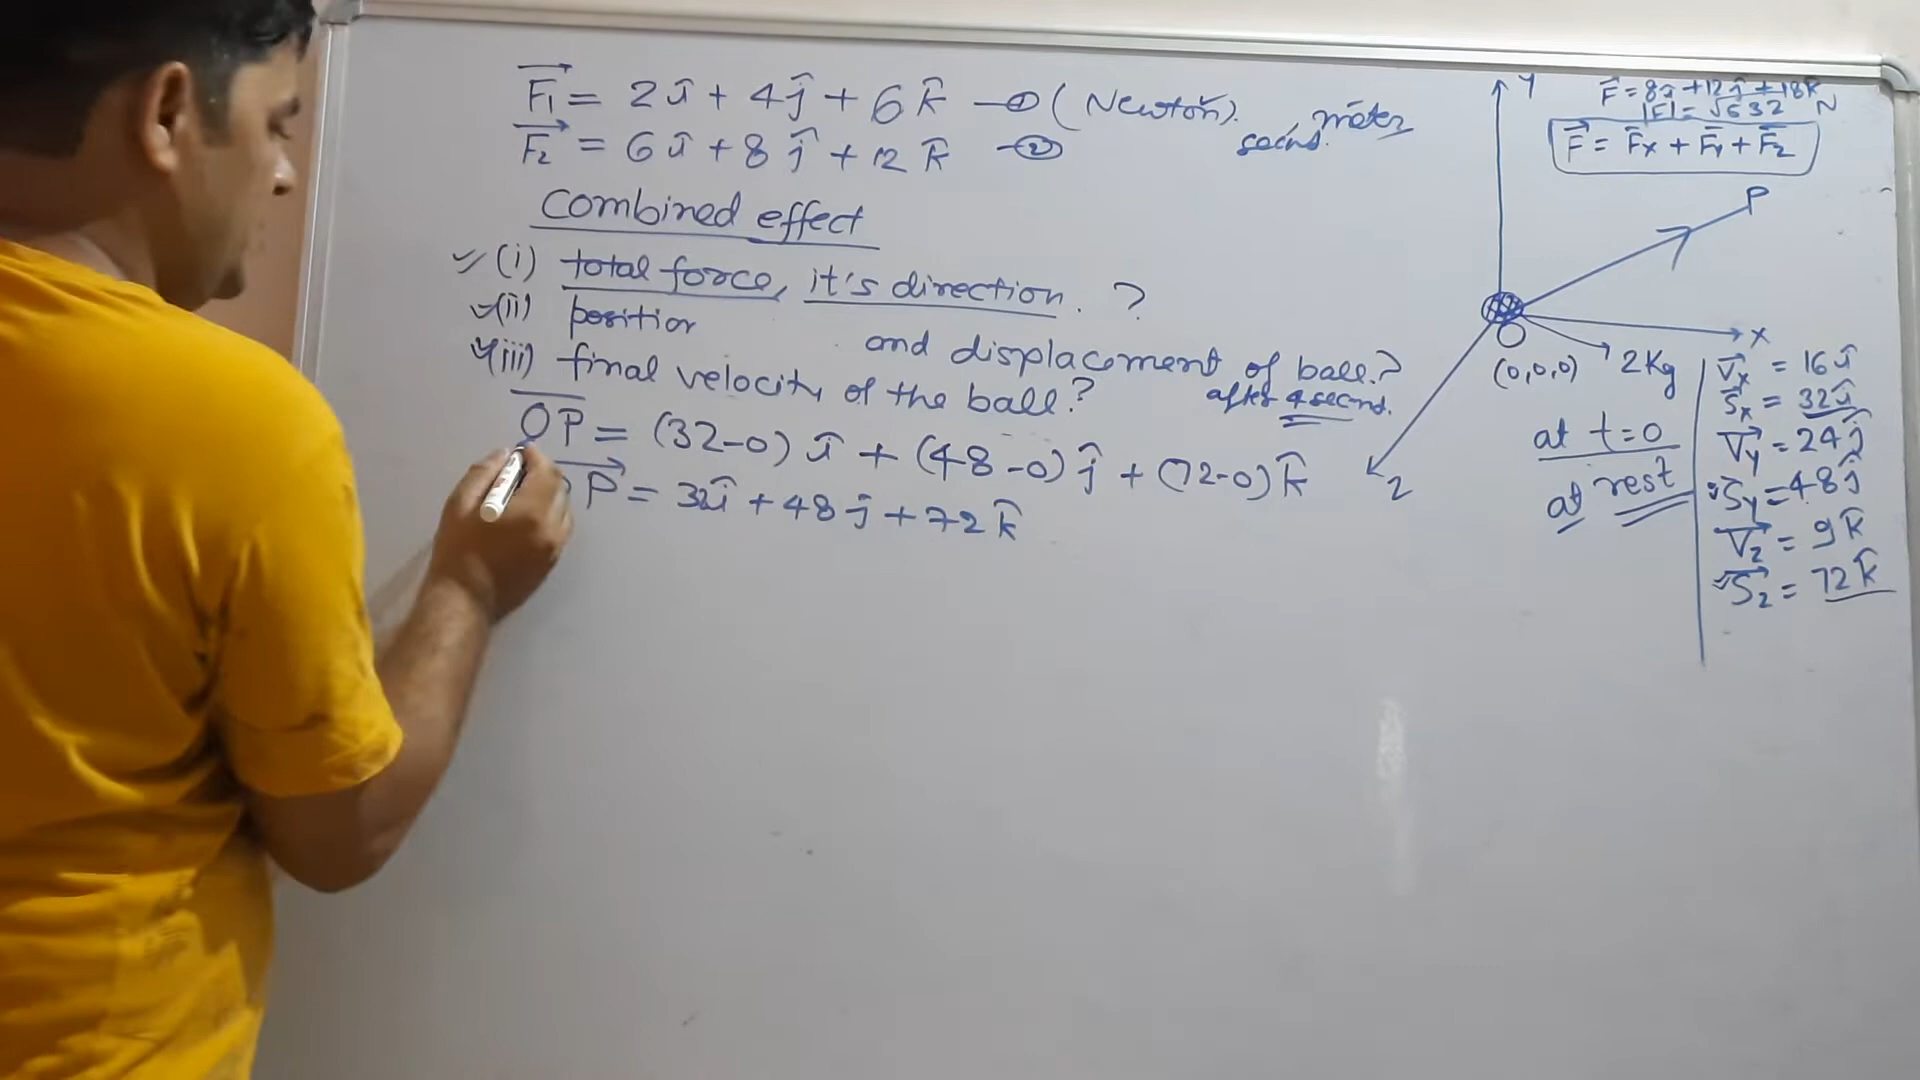 F₁ = 2î + 4ĵ + 6k̂ —① (Newton).
meter
second.
F₂ = 6î + 8ĵ + 12k̂ —②
Combined effect
(i) total force, it's direction. ?
(ii) position and displacement of ball?
(iii) final velocity of the ball? after 4 second.
OP = (32-0)î + (48-0)ĵ + (72-0)k̂
P = 32î + 48ĵ + 72k̂
Y
F = 8î + 12ĵ + 18k̂
|F| = √532 N
F = Fx + Fy + Fz
P
X
O
(0,0,0)
2Kg
Z
at t=0
at rest
Vx = 16î
Sx = 32î
Vy = 24ĵ
Sy = 48ĵ
Vz = 9k̂
Sz = 72k̂